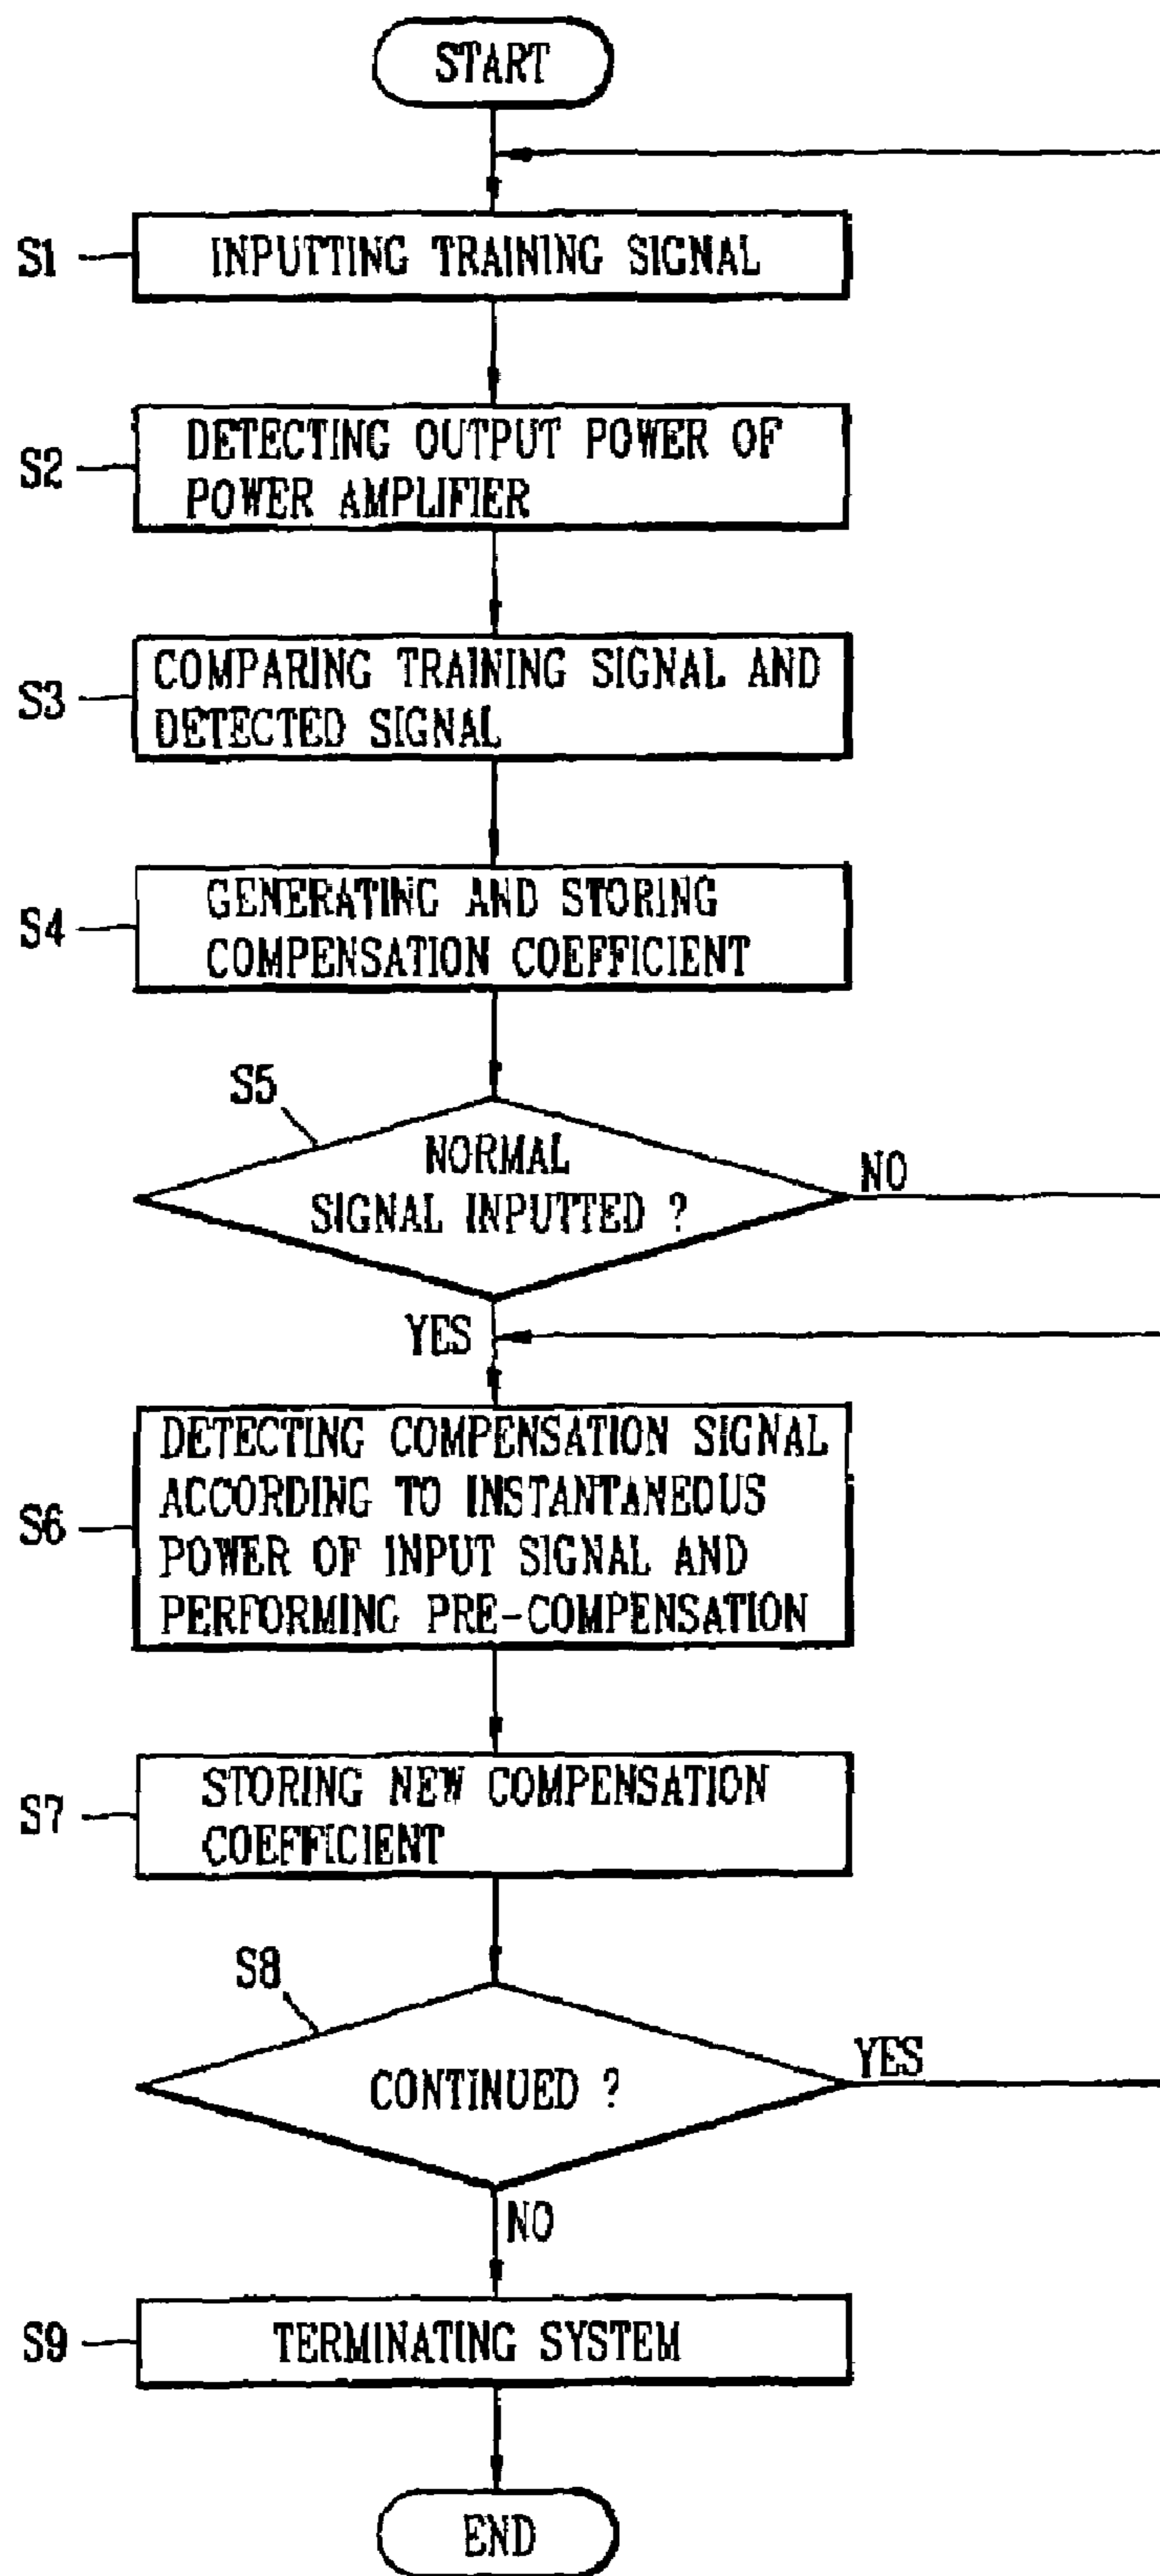 START
S1
INPUTTING TRAINING SIGNAL
S2
DETECTING OUTPUT POWER OF
POWER AMPLIFIER
S3
COMPARING TRAINING SIGNAL AND
DETECTED SIGNAL
S4
GENERATING AND STORING
COMPENSATION COEFFICIENT
S5
NORMAL
SIGNAL INPUTTED ?
NO
YES
S6
DETECTING COMPENSATION SIGNAL
ACCORDING TO INSTANTANEOUS
POWER OF INPUT SIGNAL AND
PERFORMING PRE-COMPENSATION
S7
STORING NEW COMPENSATION
COEFFICIENT
S8
CONTINUED ?
YES
NO
S9
TERMINATING SYSTEM
END